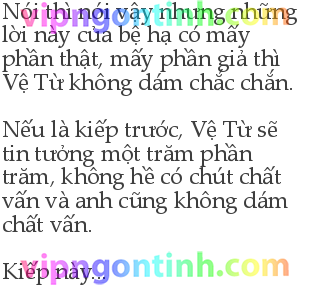 Nói thì nói vậy nhưng những
lời này của bệ hạ có mấy
phần thật, mấy phần giả thì
Vệ Từ không dám chắc chắn.
Nếu là kiếp trước, Vệ Từ sẽ
tin tưởng một trăm phần
trăm, không hề có chút chất
vấn và anh cũng không dám
chất vấn.
Kiếp này...
vipngontinh.com
vipngontinh.com